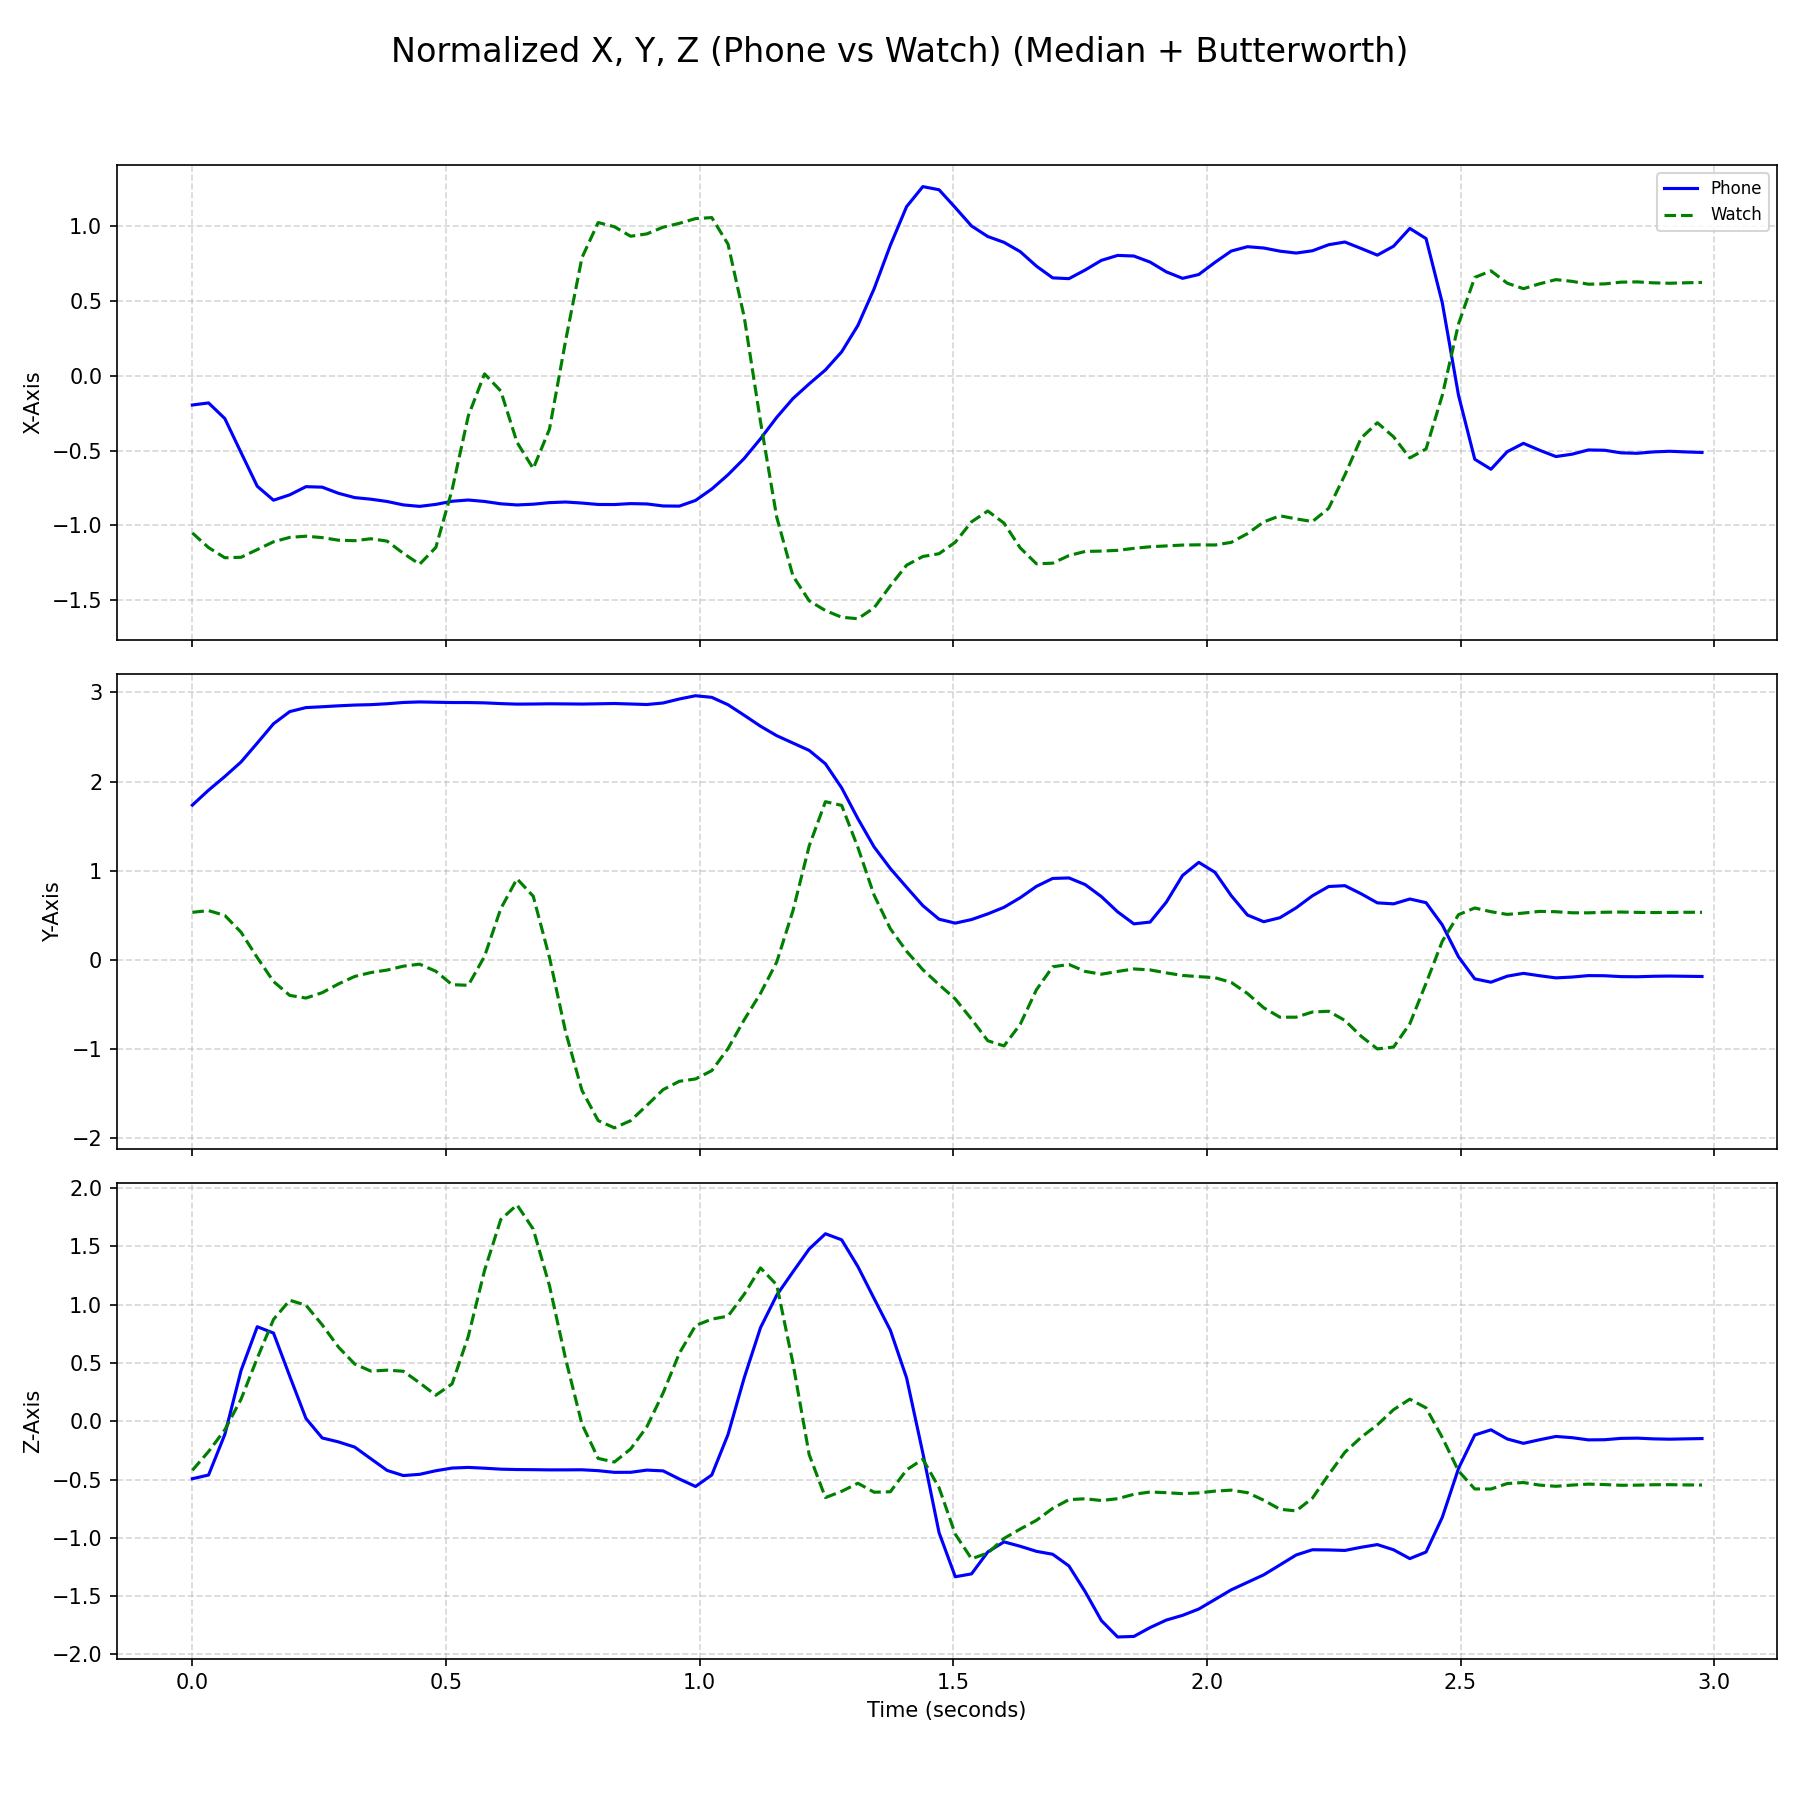 Normalized X, Y, Z (Phone vs Watch) (Median + Butterworth)
Phone
Watch
1.0
0.5
0.0
−0.5
−1.0
−1.5
X-Axis
3
2
1
0
−1
−2
Y-Axis
2.0
1.5
1.0
0.5
0.0
−0.5
−1.0
−1.5
−2.0
Z-Axis
0.0 0.5 1.0 1.5 2.0 2.5 3.0
Time (seconds)